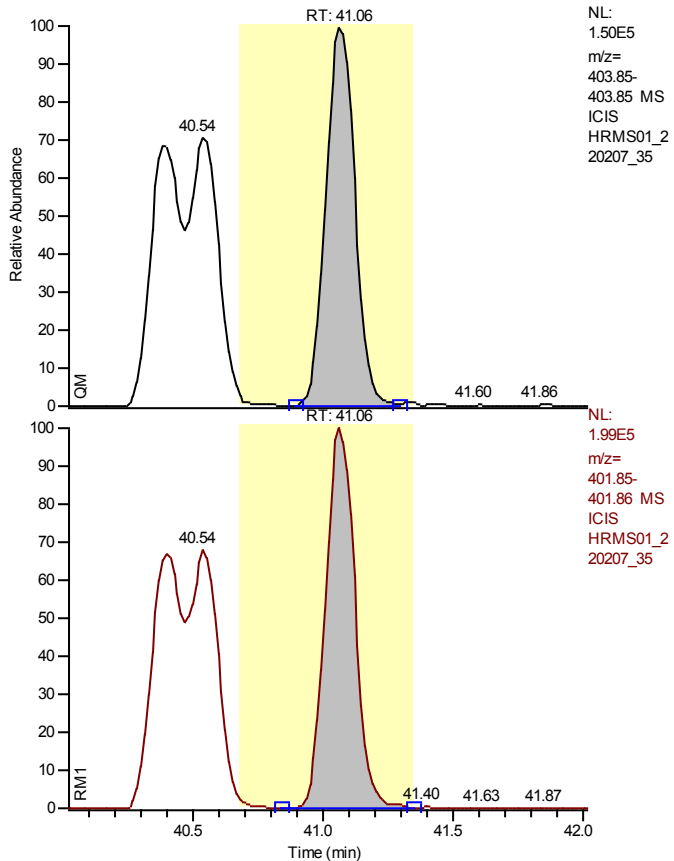 RT: 41.06
NL:
1.50E5
m/z=
403.85-
403.85 MS
ICIS
HRMS01_2
20207_35
100
90
80
70
60
50
40
30
20
10
0
40.54
41.60
41.86
QM
Relative Abundance
RT: 41.06
NL:
1.99E5
m/z=
401.85-
401.86 MS
ICIS
HRMS01_2
20207_35
100
90
80
70
60
50
40
30
20
10
0
40.54
41.40
41.63
41.87
RM1
40.5
41.0
41.5
42.0
Time (min)